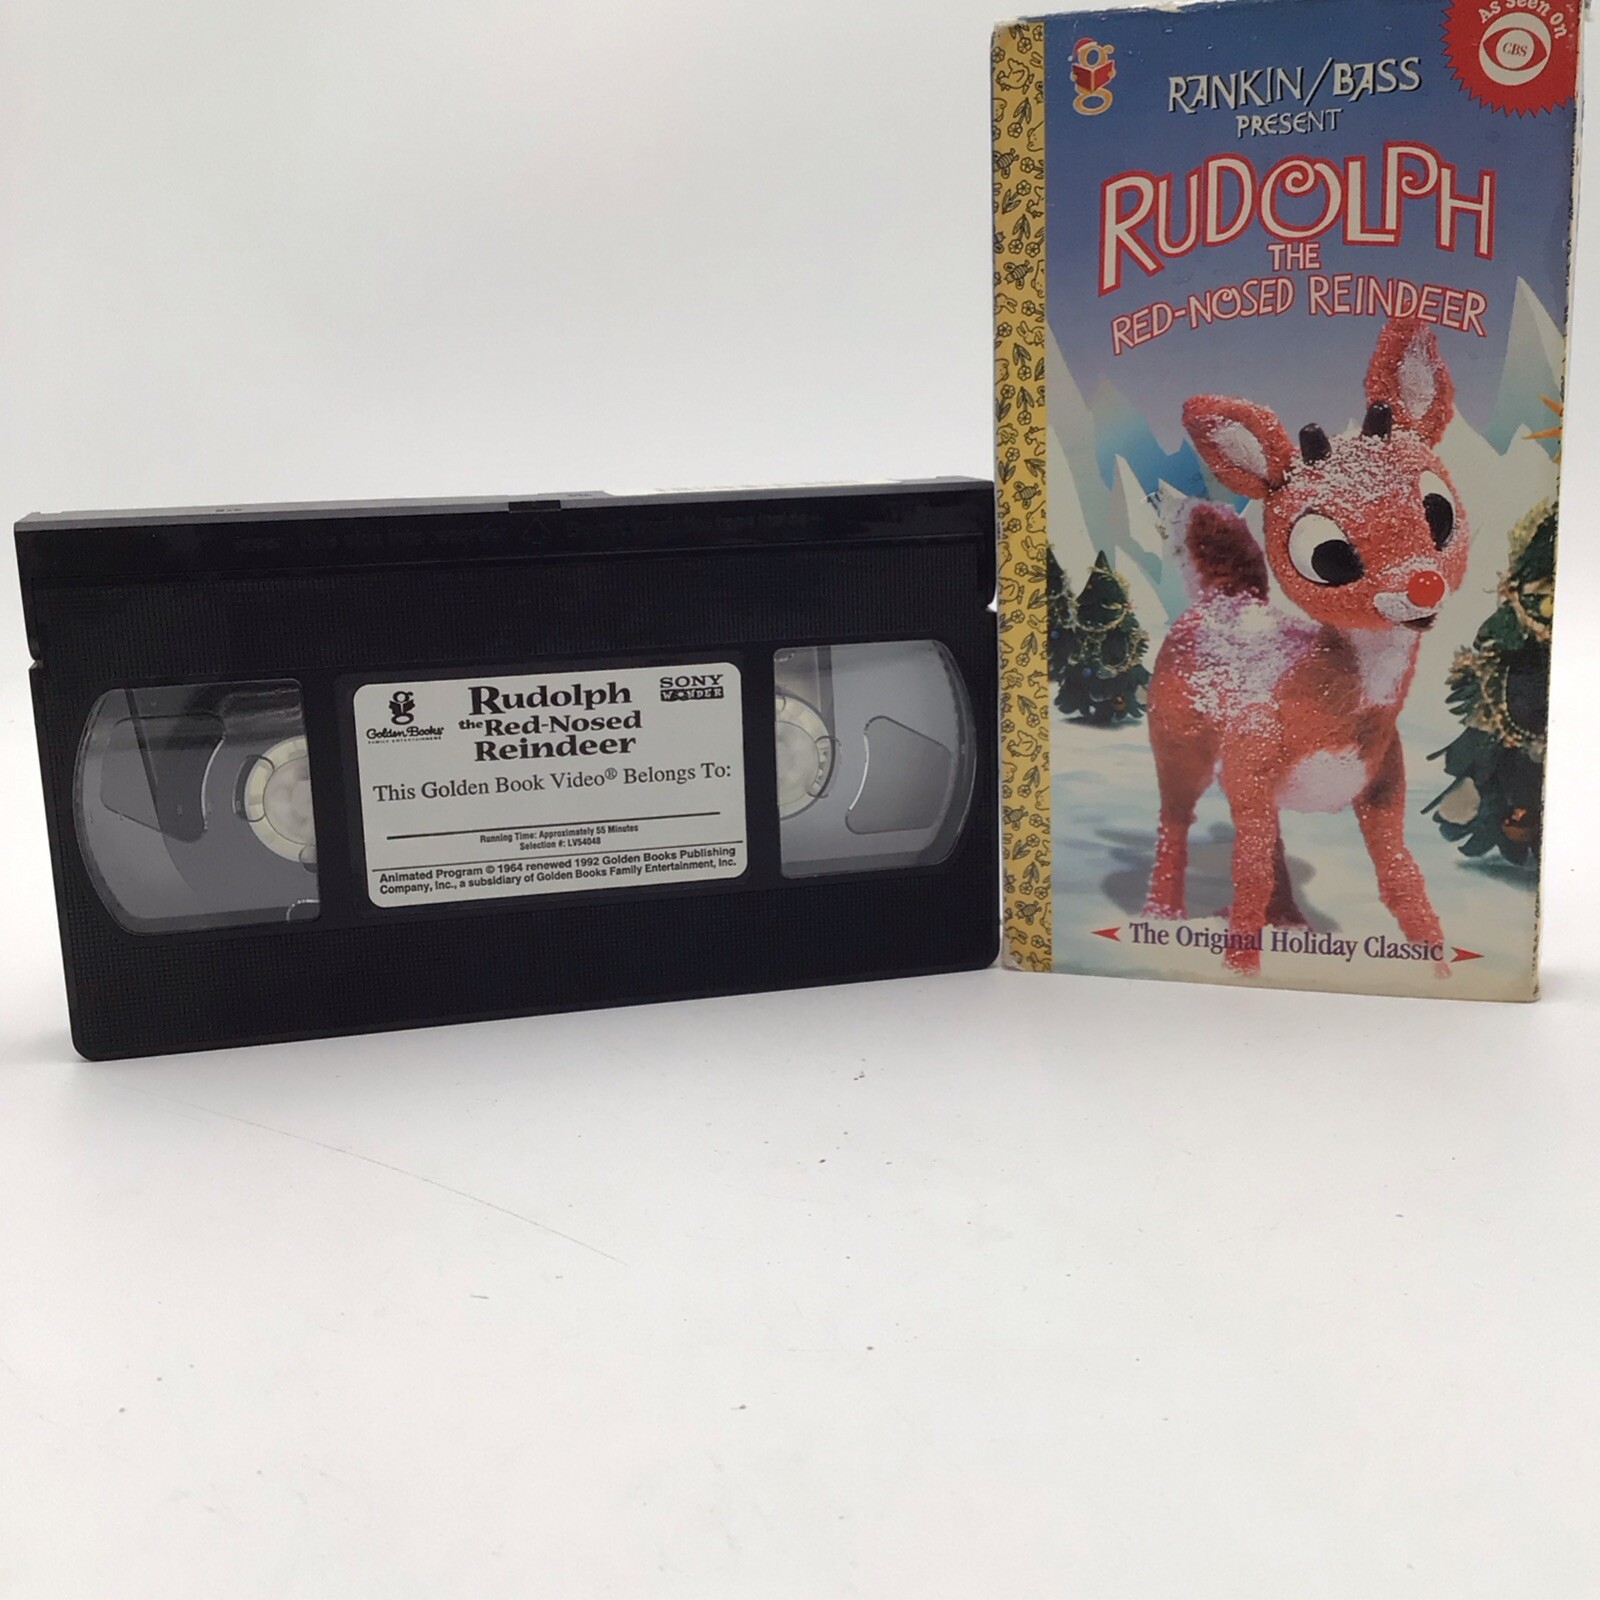 Golden Books
FAMILY ENTERTAINMENT
Rudolph
the Red-Nosed
Reindeer
SONY
WONDER
This Golden Book Video® Belongs To:
Running Time: Approximately 55 Minutes
Selection #: LV54048
Animated Program © 1964 renewed 1992 Golden Books Publishing
Company, Inc., a subsidiary of Golden Books Family Entertainment, Inc.
As Seen On
CBS
RANKIN/BASS
PRESENT
RUDOLPH
THE
RED-NOSED REINDEER
The Original Holiday Classic